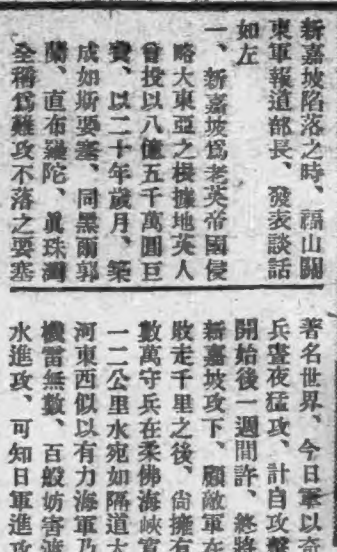 新嘉坡陷落之時、福山關
東軍報道部長、發表談話
如左
一、新嘉坡爲老英帝國侵
略大東亞之根據地英人
曾投以八億五千萬圓巨
費、以二十年歲月、築
成如斯要塞、同黑爾郭
蘭、直布羅陀、眞珠灣
全稱爲難攻不落之要塞
著名世界、今日軍以奇
兵晝夜猛攻、計自攻擊
開始後一週間許、終將
新嘉坡攻下、顧敵軍在
敗走千里之後、尙擁有
數萬守兵在柔佛海峽寬
一二公里水宛如隔道大
河東西似以有力海軍乃
機雷無數、百般妨害渡
水進攻、可知日軍進攻